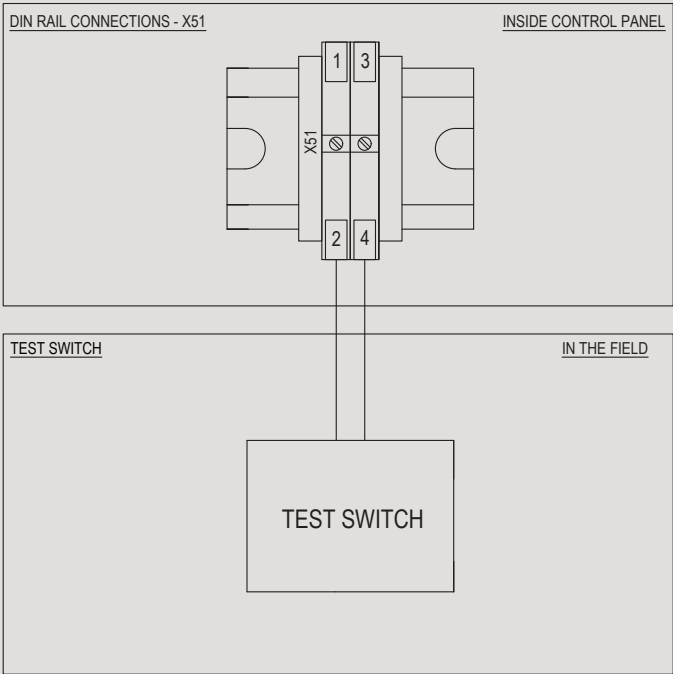 DIN RAIL CONNECTIONS - X51
INSIDE CONTROL PANEL
1 3
X51
2 4
TEST SWITCH
IN THE FIELD
TEST SWITCH